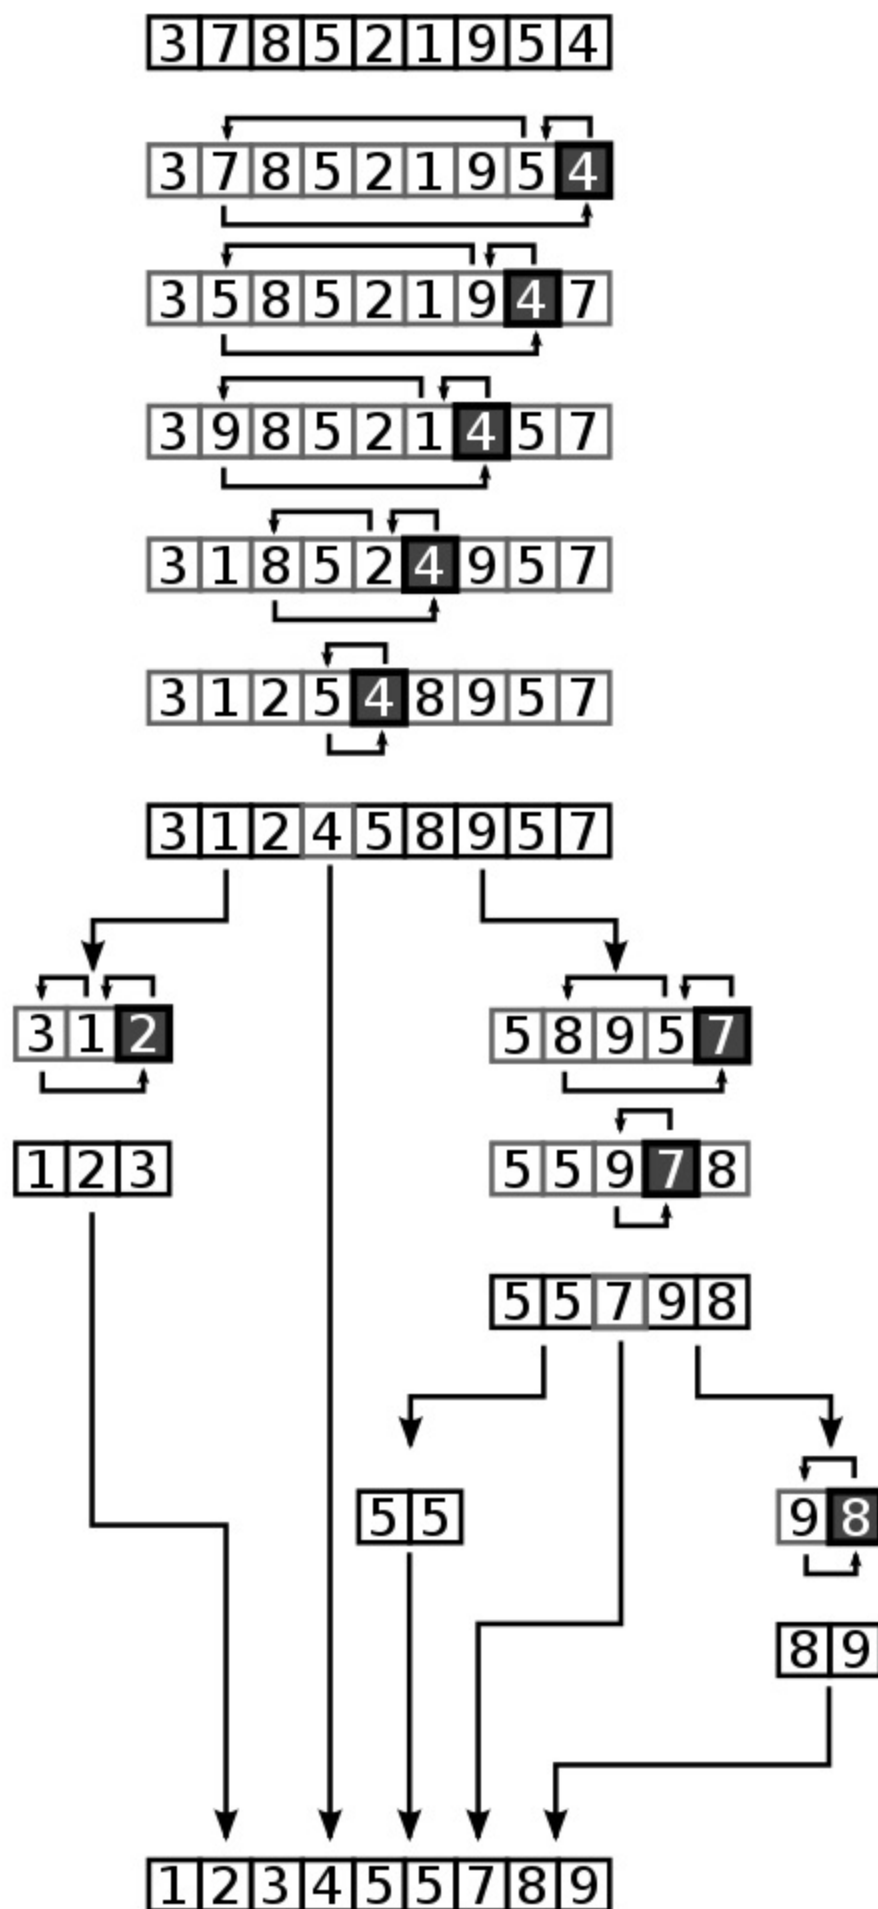 3 7 8 5 2 1 9 5 4
3 7 8 5 2 1 9 5 4
3 5 8 5 2 1 9 4 7
3 9 8 5 2 1 4 5 7
3 1 8 5 2 4 9 5 7
3 1 2 5 4 8 9 5 7
3 1 2 4 5 8 9 5 7
3 1 2
5 8 9 5 7
1 2 3
5 5 9 7 8
5 5 7 9 8
5 5
9 8
8 9
1 2 3 4 5 5 7 8 9